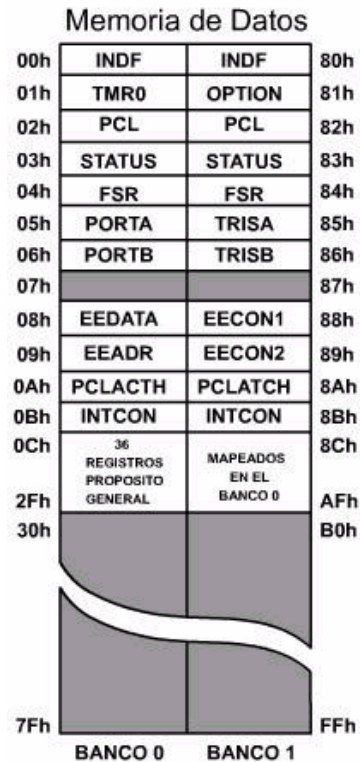 Memoria de Datos
00h INDF INDF 80h
01h TMR0 OPTION 81h
02h PCL PCL 82h
03h STATUS STATUS 83h
04h FSR FSR 84h
05h PORTA TRISA 85h
06h PORTB TRISB 86h
07h 87h
08h EEDATA EECON1 88h
09h EEADR EECON2 89h
0Ah PCLACTH PCLATCH 8Ah
0Bh INTCON INTCON 8Bh
0Ch 8Ch
36
REGISTROS
PROPOSITO
GENERAL
MAPEADOS
EN EL
BANCO 0
2Fh AFh
30h B0h
7Fh FFh
BANCO 0 BANCO 1